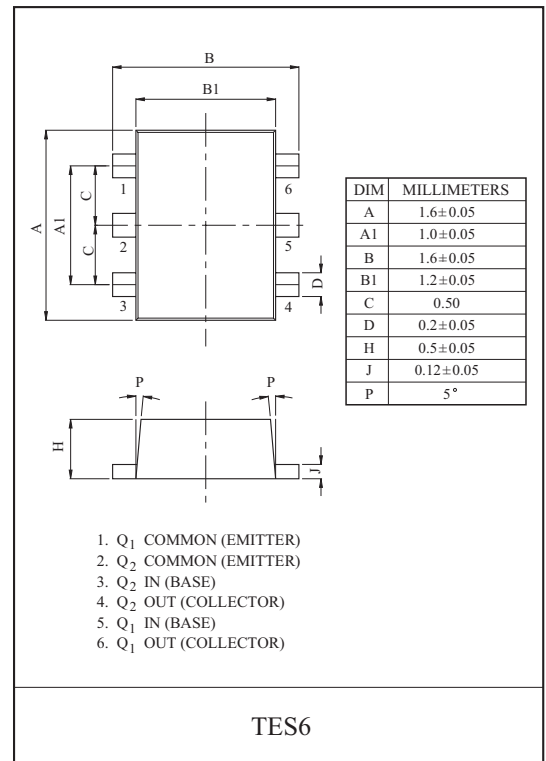 B
B1
A
A1
C
C
D
1
2
3
4
5
6
P
P
H
J
DIM MILLIMETERS
A 1.6±0.05
A1 1.0±0.05
B 1.6±0.05
B1 1.2±0.05
C 0.50
D 0.2±0.05
H 0.5±0.05
J 0.12±0.05
P 5°
1. Q1 COMMON (EMITTER)
2. Q2 COMMON (EMITTER)
3. Q2 IN (BASE)
4. Q2 OUT (COLLECTOR)
5. Q1 IN (BASE)
6. Q1 OUT (COLLECTOR)
TES6